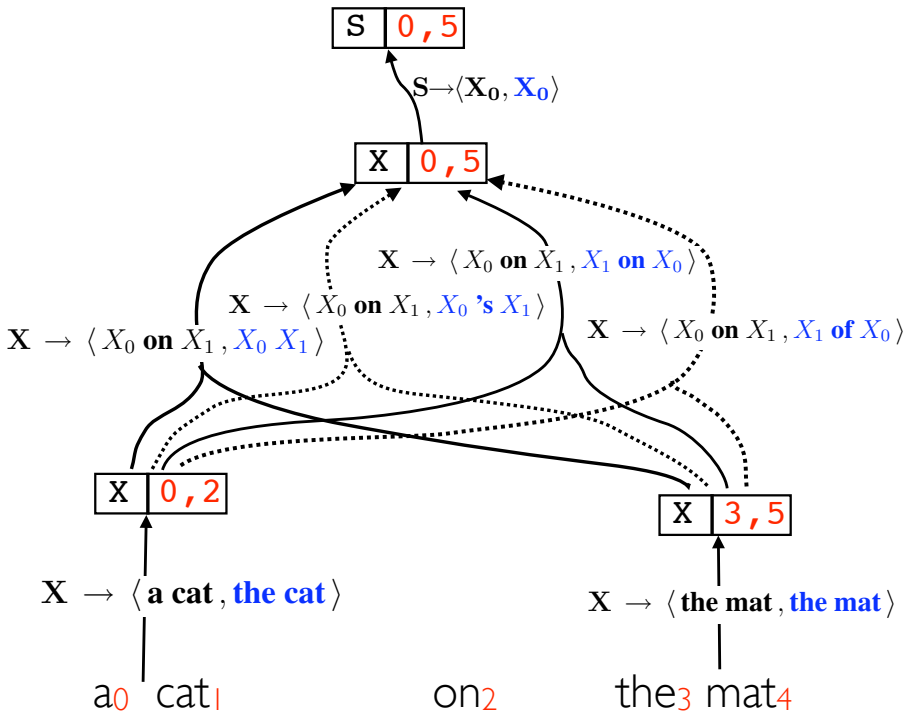 S 0,5
S→⟨X₀, X₀⟩
X 0,5
X → ⟨ X₀ on X₁ , X₁ on X₀ ⟩
X → ⟨ X₀ on X₁ , X₀ 's X₁ ⟩
X → ⟨ X₀ on X₁ , X₀ X₁ ⟩
X → ⟨ X₀ on X₁ , X₁ of X₀ ⟩
X 0,2
X 3,5
X → ⟨ a cat , the cat ⟩
X → ⟨ the mat , the mat ⟩
a0 cat1 on2 the3 mat4